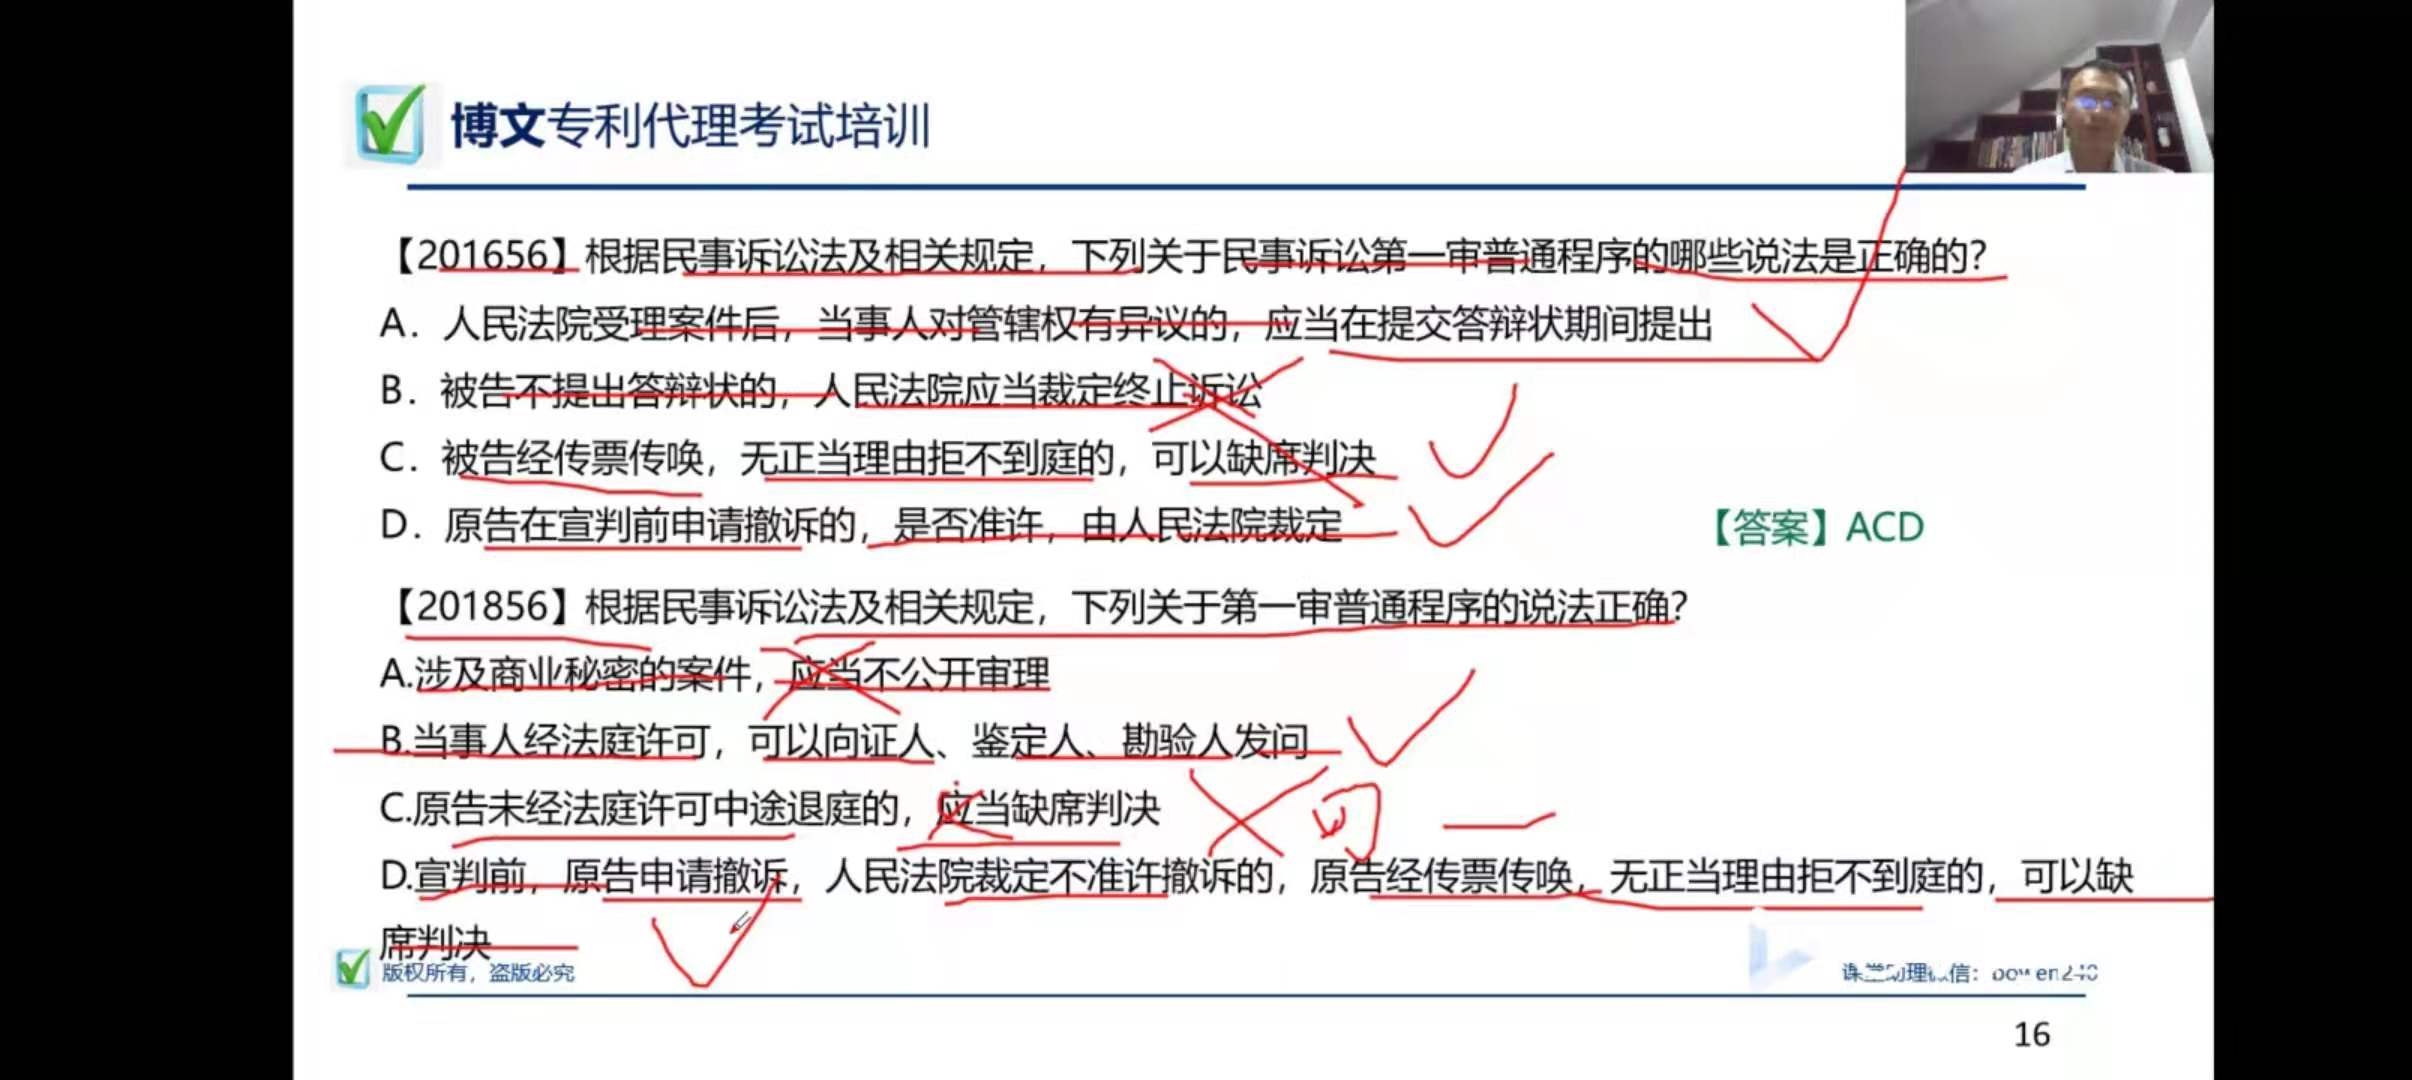 博文专利代理考试培训
【201656】根据民事诉讼法及相关规定，下列关于民事诉讼第一审普通程序的哪些说法是正确的？
A．人民法院受理案件后，当事人对管辖权有异议的，应当在提交答辩状期间提出
B．被告不提出答辩状的，人民法院应当裁定终止诉讼
C．被告经传票传唤，无正当理由拒不到庭的，可以缺席判决
D．原告在宣判前申请撤诉的，是否准许，由人民法院裁定
【答案】ACD
【201856】根据民事诉讼法及相关规定，下列关于第一审普通程序的说法正确？
A.涉及商业秘密的案件，应当不公开审理
B.当事人经法庭许可，可以向证人、鉴定人、勘验人发问
C.原告未经法庭许可中途退庭的，应当缺席判决
D.宣判前，原告申请撤诉，人民法院裁定不准许撤诉的，原告经传票传唤，无正当理由拒不到庭的，可以缺
席判决
版权所有，盗版必究
16